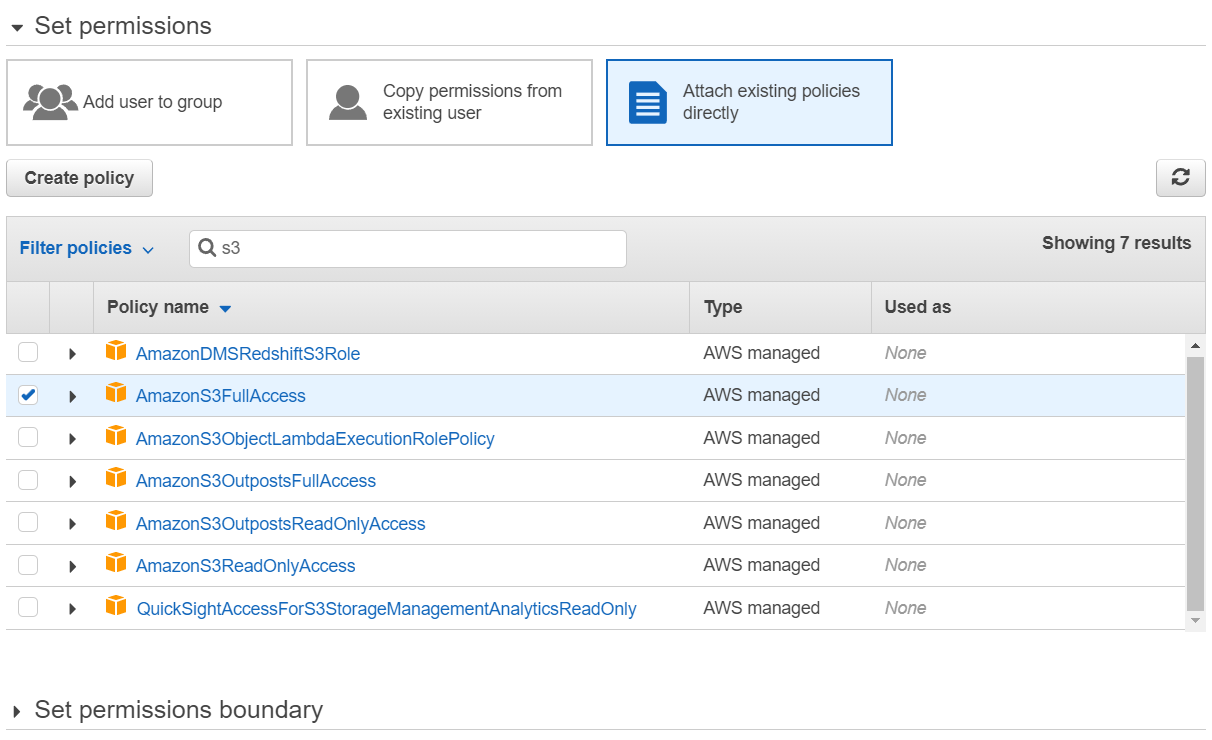 Set permissions
Add user to group
Copy permissions from
existing user
Attach existing policies
directly
Create policy
Filter policies
s3
Showing 7 results
Policy name Type Used as
AmazonDMSRedshiftS3Role AWS managed None
AmazonS3FullAccess AWS managed None
AmazonS3ObjectLambdaExecutionRolePolicy AWS managed None
AmazonS3OutpostsFullAccess AWS managed None
AmazonS3OutpostsReadOnlyAccess AWS managed None
AmazonS3ReadOnlyAccess AWS managed None
QuickSightAccessForS3StorageManagementAnalyticsReadOnly AWS managed None
Set permissions boundary